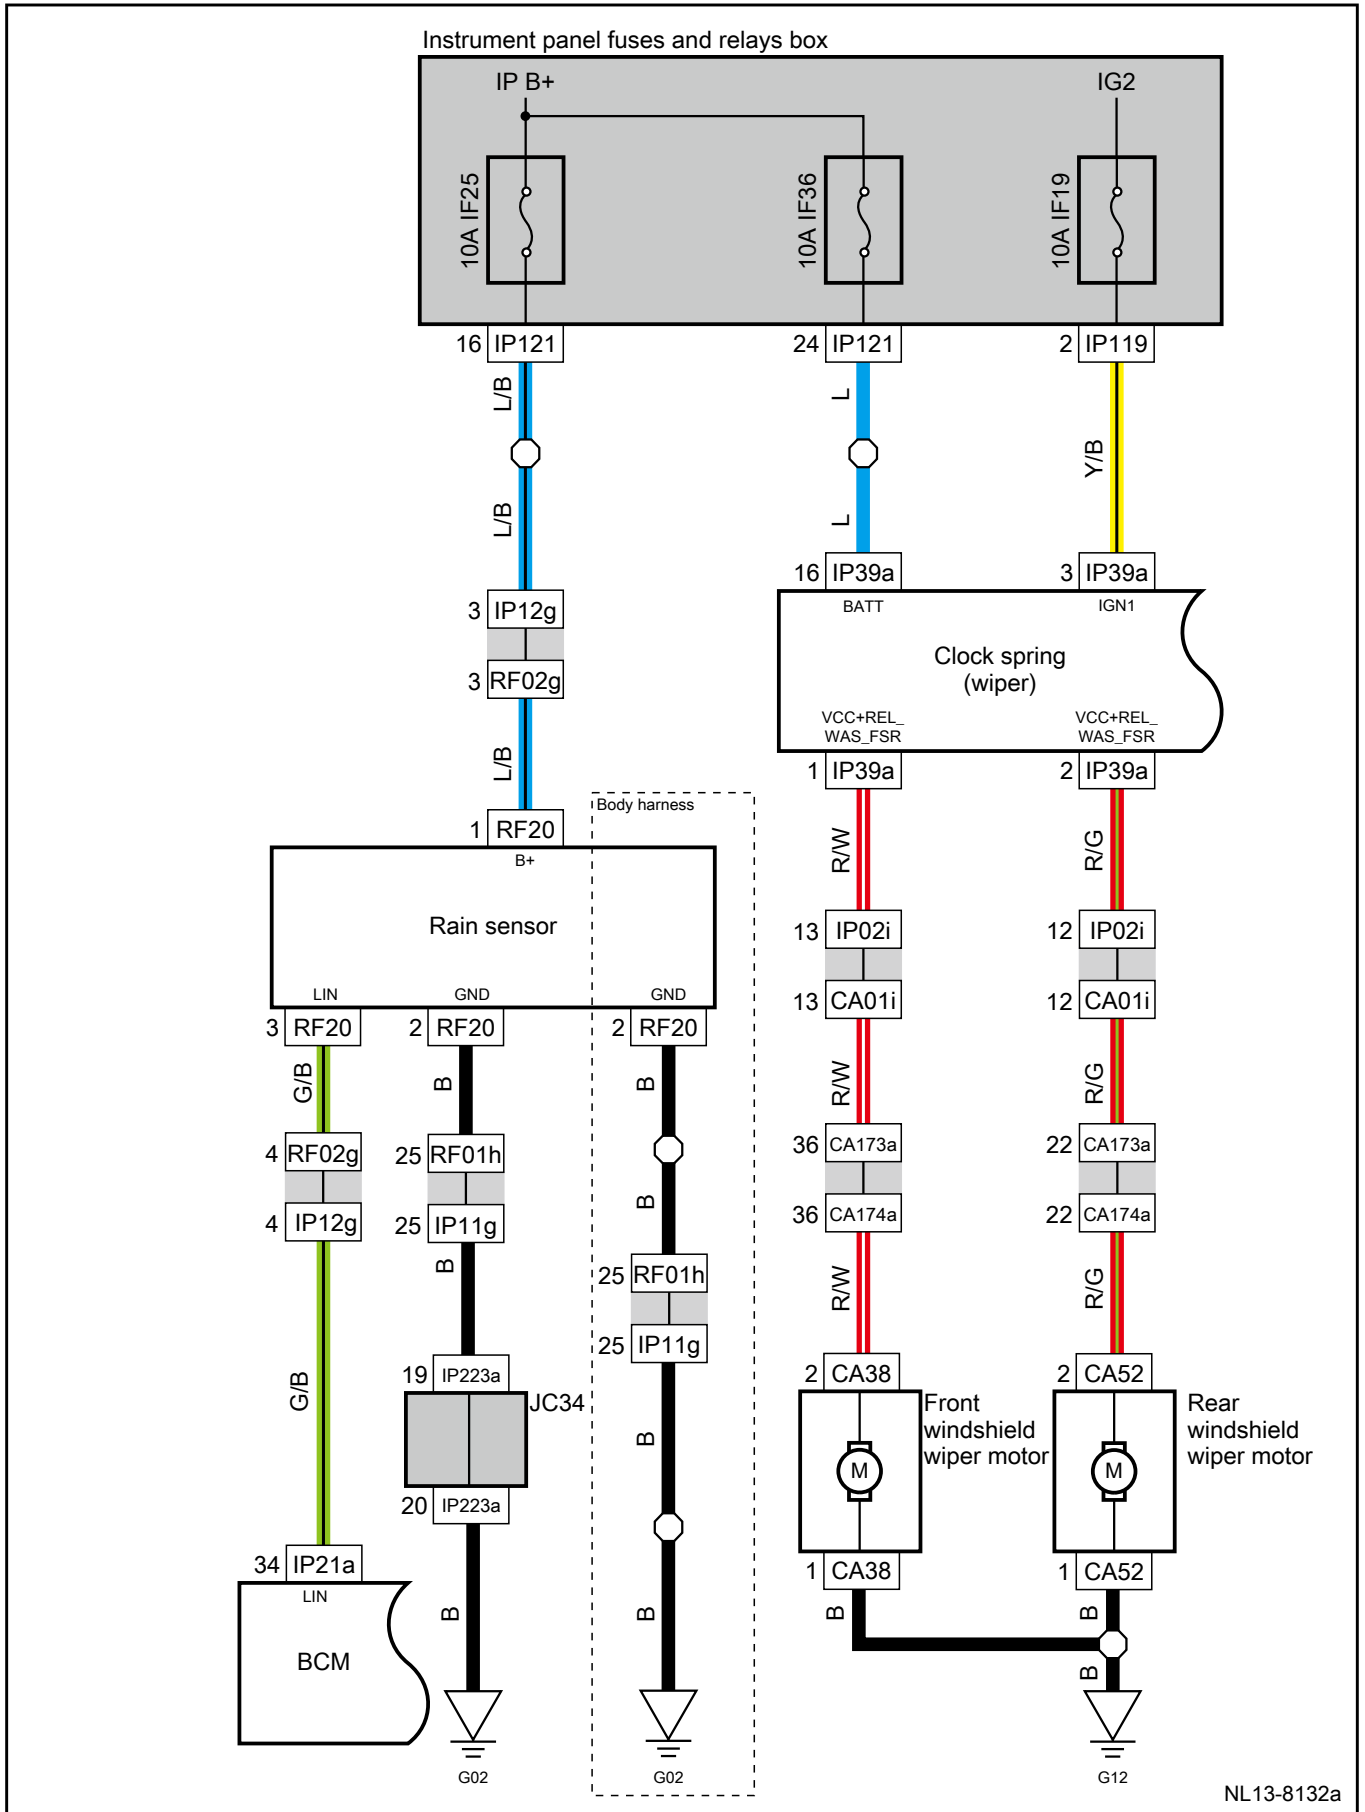 Instrument panel fuses and relays box
IP B+
IG2
10A IF25
10A IF36
10A IF19
16 IP121
24 IP121
2 IP119
L/B
L
Y/B
L/B
L
16 IP39a
3 IP39a
BATT
IGN1
3 IP12g
Clock spring
(wiper)
3 RF02g
VCC+REL_
WAS_FSR
VCC+REL_
WAS_FSR
L/B
1 IP39a
2 IP39a
Body harness
1 RF20
B+
R/W
R/G
Rain sensor
13 IP02i
12 IP02i
LIN
GND
GND
13 CA01i
12 CA01i
3 RF20
2 RF20
2 RF20
G/B
B
B
R/W
R/G
4 RF02g
25 RF01h
36 CA173a
22 CA173a
4 IP12g
25 IP11g
B
36 CA174a
22 CA174a
B
25 RF01h
R/W
R/G
25 IP11g
19 IP223a
2 CA38
2 CA52
G/B
JC34
B
Front
windshield
wiper motor
Rear
windshield
wiper motor
M
M
20 IP223a
34 IP21a
1 CA38
1 CA52
LIN
B
B
B
B
BCM
B
G02
G02
G12
NL13-8132a